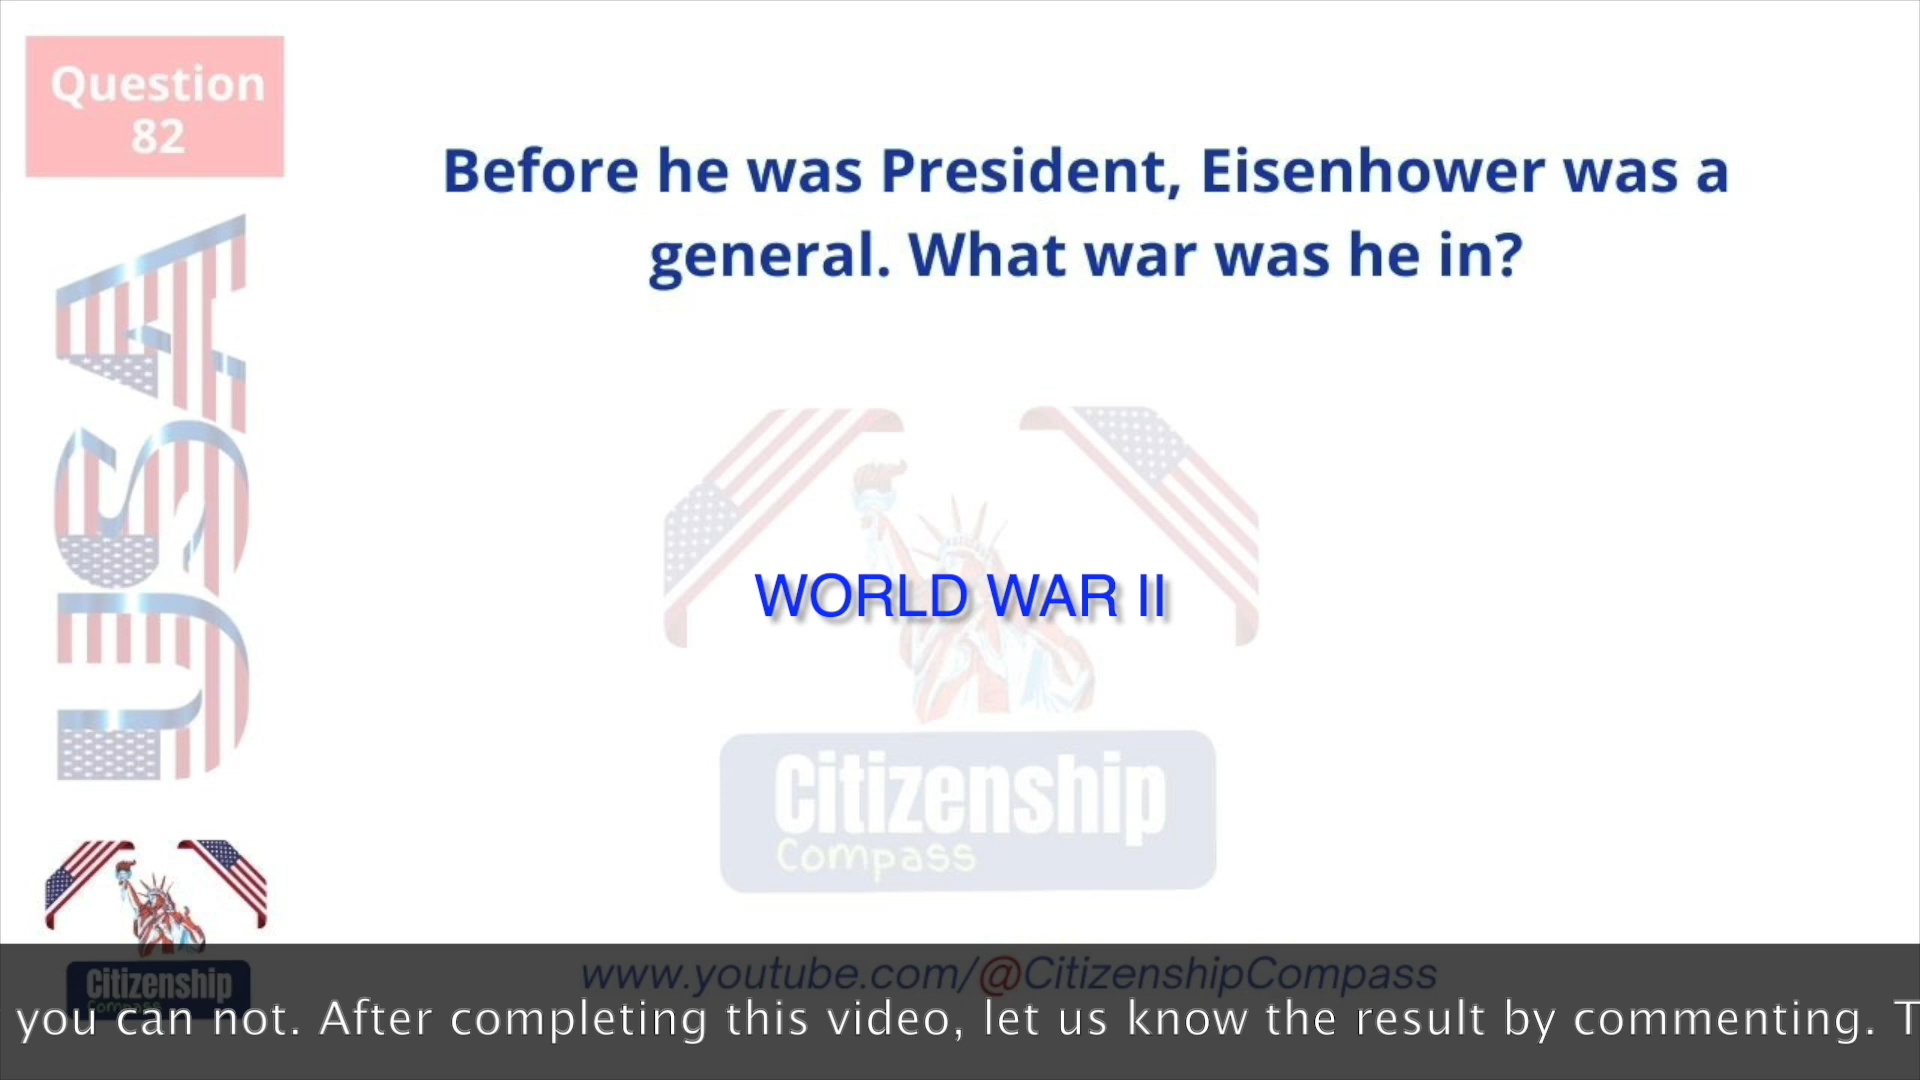 Question
82
Before he was President, Eisenhower was a
general. What war was he in?
USA
WORLD WAR II
Citizenship
Compass
Citizenship
Compass
www.youtube.com/@CitizenshipCompass
you can not. After completing this video, let us know the result by commenting. T